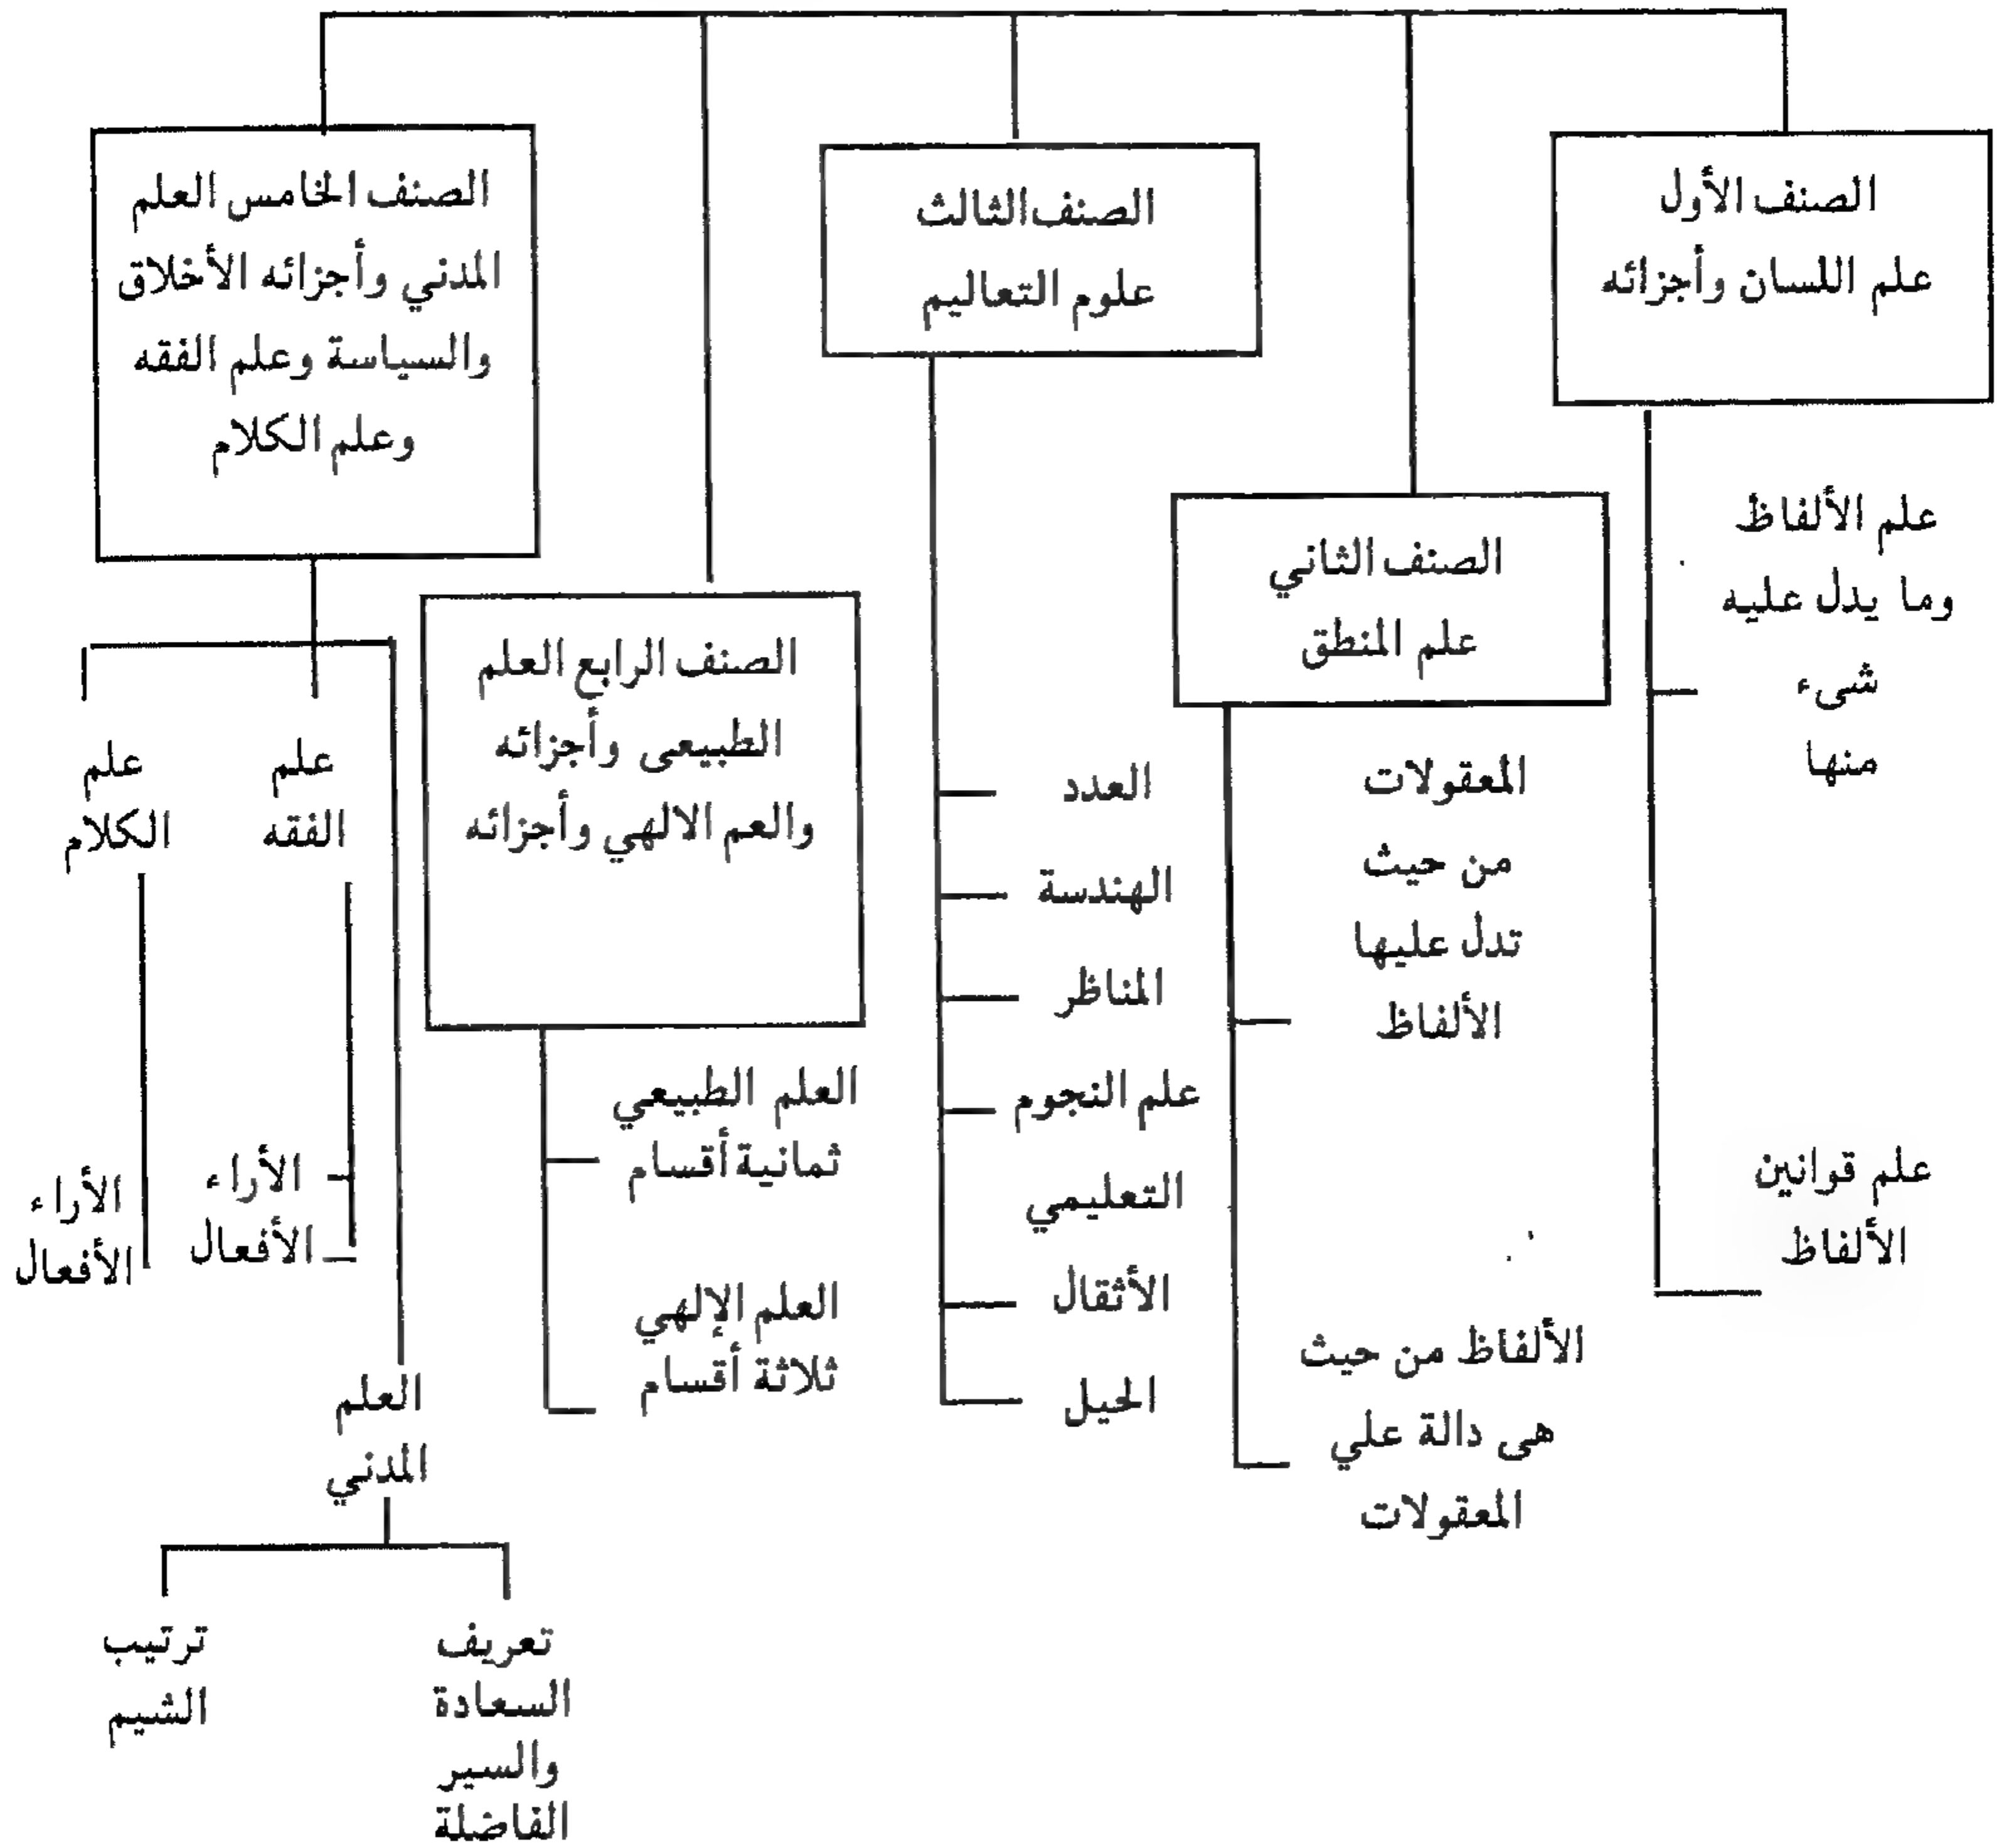 الصنف الأول
علم اللسان وأجزائه
علم الألفاظ
وما يدل عليه
شىء
منها
علم قوانين
الألفاظ
الصنف الثاني
علم المنطق
المعقولات
من حيث
تدل عليها
الألفاظ
الألفاظ من حيث
هى دالة علي
المعقولات
الصنف الثالث
علوم التعاليم
العدد
الهندسة
المناظر
علم النجوم
التعليمي
الأثقال
الحيل
الصنف الرابع العلم
الطبيعى وأجزائه
والعم الالهي وأجزائه
العلم الطبيعي
ثمانية أقسام
العلم الإلهي
ثلاثة أقسام
الصنف الخامس العلم
المدني وأجزائه الأخلاق
والسياسة وعلم الفقه
وعلم الكلام
العلم
المدني
تعريف
السعادة
والسير
الفاضلة
ترتيب
الشيم
علم
الفقه
الأراء
الأفعال
علم
الكلام
الأراء
الأفعال